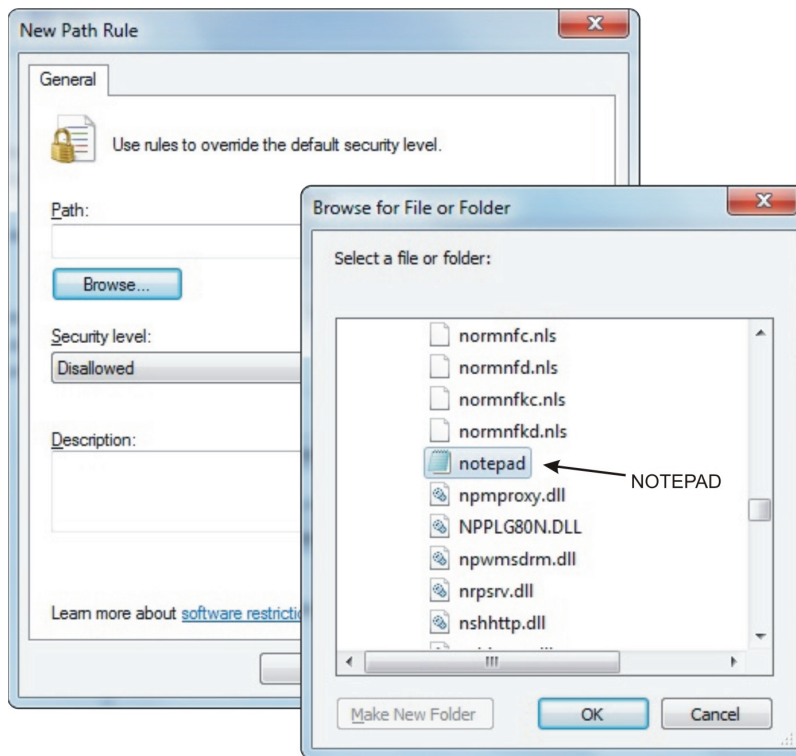 New Path Rule
General
Use rules to override the default security level.
Path:
Browse...
Security level:
Disallowed
Description:
Learn more about software
Browse for File or Folder
Select a file or folder:
normnfc.nls
normnfd.nls
normnfkc.nls
normnfkd.nls
notepad
NOTEPAD
npmproxy.dll
NPPLG80N.DLL
npwmsdrm.dll
nrpsrv.dll
nshhttp.dll
Make New Folder
OK
Cancel